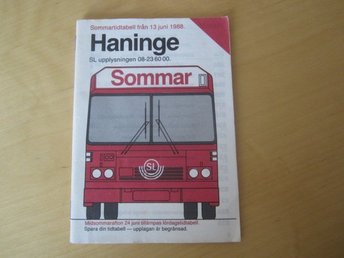 Sommartidtabell från 13 juni 1988.
Haninge
SL upplysningen 08-23 60 00.
Sommar
SL
Midsommarafton 24 juni tillämpas lördagstidtabell.
Spara din tidtabell — upplagan är begränsad.